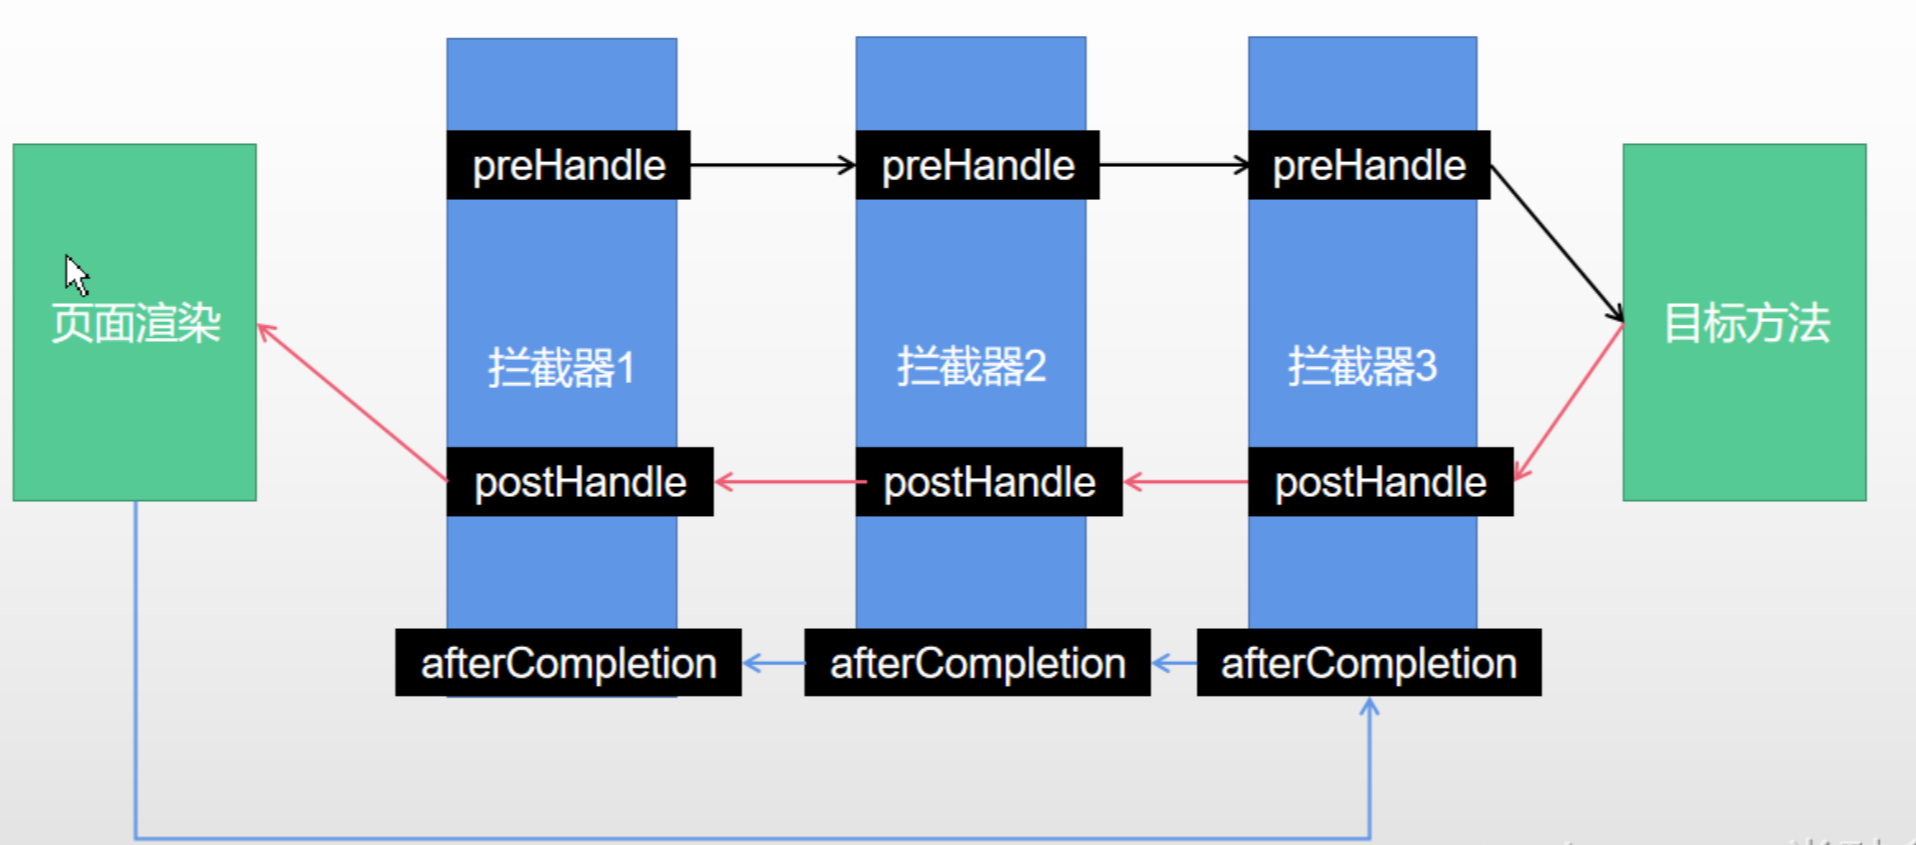 preHandle
preHandle
preHandle
页面渲染
目标方法
拦截器1
拦截器2
拦截器3
postHandle
postHandle
postHandle
afterCompletion
afterCompletion
afterCompletion